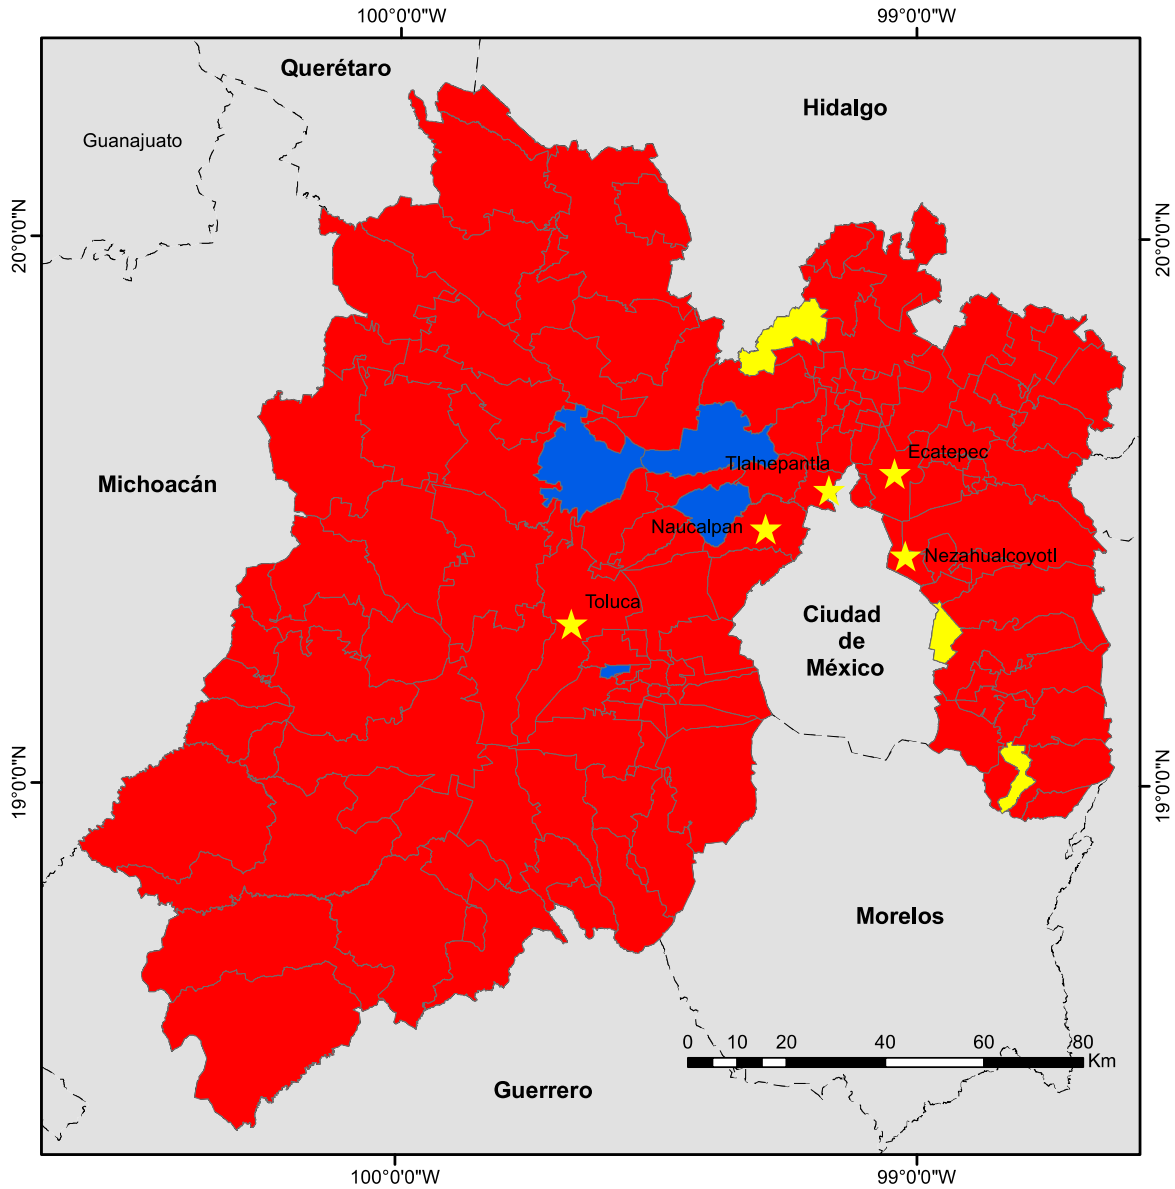 100°0'0"W
99°0'0"W
Querétaro
Hidalgo
Guanajuato
20°0'0"N
20°0'0"N
Michoacán
Ecatepec
Tlalnepantla
Naucalpan
Nezahualcoyotl
Toluca
Ciudad
de
México
19°0'0"N
19°0'0"N
Morelos
0 10 20 40 60 80
Km
Guerrero
100°0'0"W
99°0'0"W